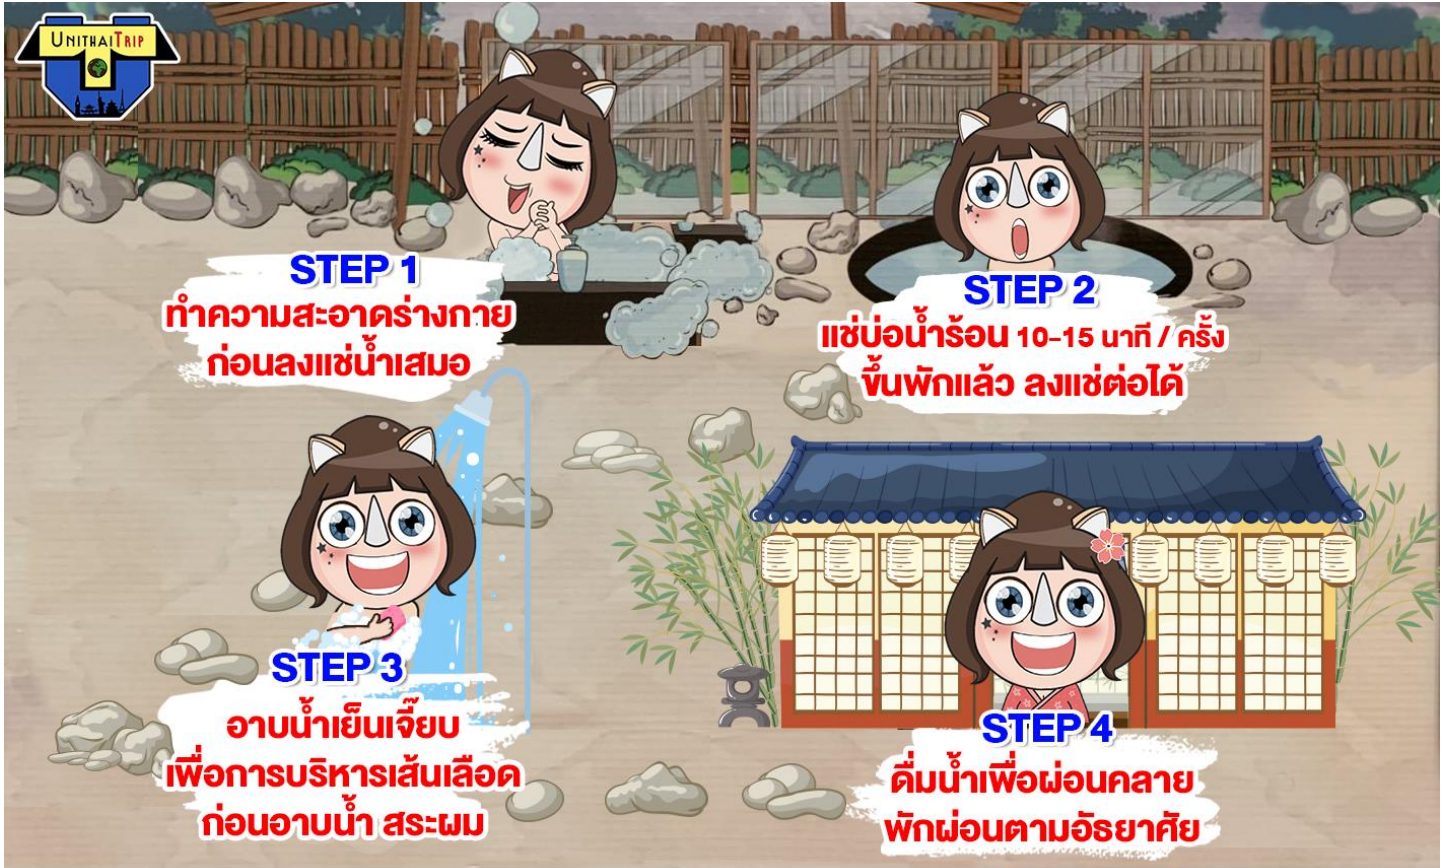 UNITHAITRIP
STEP 1
ทำความสะอาดร่างกาย
ก่อนลงแช่น้ำเสมอ
STEP 2
แช่บ่อน้ำร้อน 10-15 นาที / ครั้ง
ขึ้นพักแล้ว ลงแช่ต่อได้
STEP 3
อาบน้ำเย็นเจี๊ยบ
เพื่อการบริหารเส้นเลือด
ก่อนอาบน้ำ สระผม
STEP 4
ดื่มน้ำเพื่อผ่อนคลาย
พักผ่อนตามอัธยาศัย